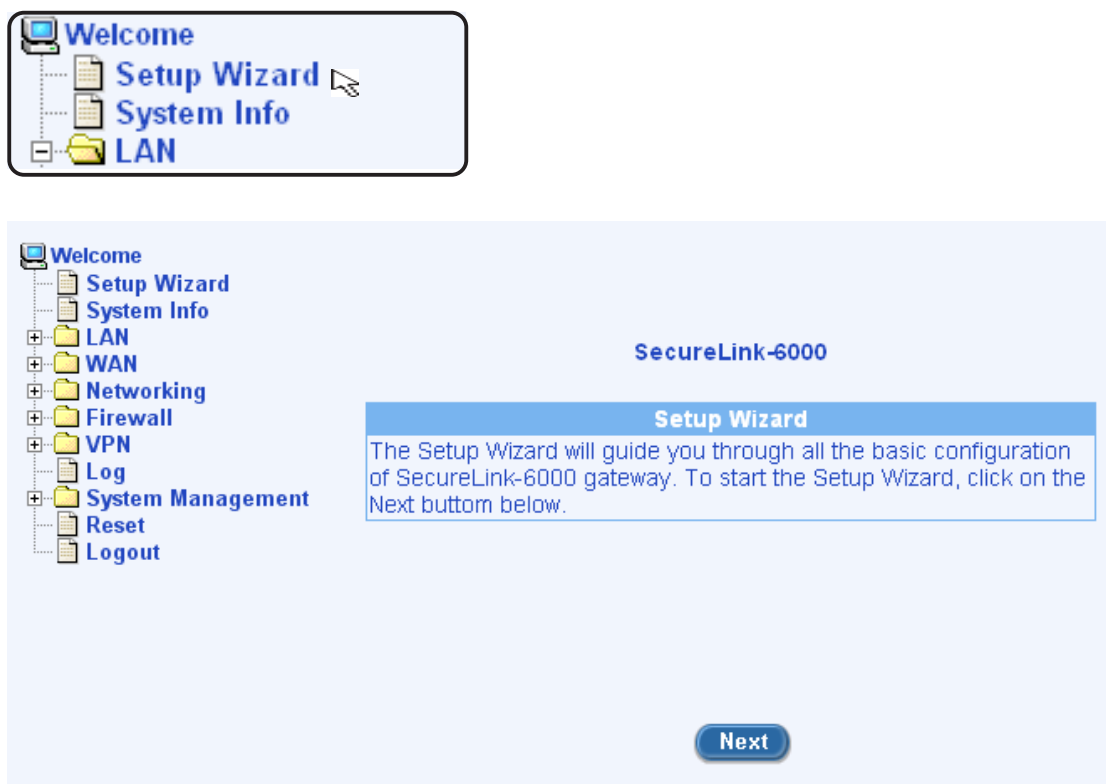 Welcome
Setup Wizard
System Info
LAN
Welcome
Setup Wizard
System Info
LAN
WAN
Networking
Firewall
VPN
Log
System Management
Reset
Logout
SecureLink-6000
Setup Wizard
The Setup Wizard will guide you through all the basic configuration
of SecureLink-6000 gateway. To start the Setup Wizard, click on the
Next buttom below.
Next